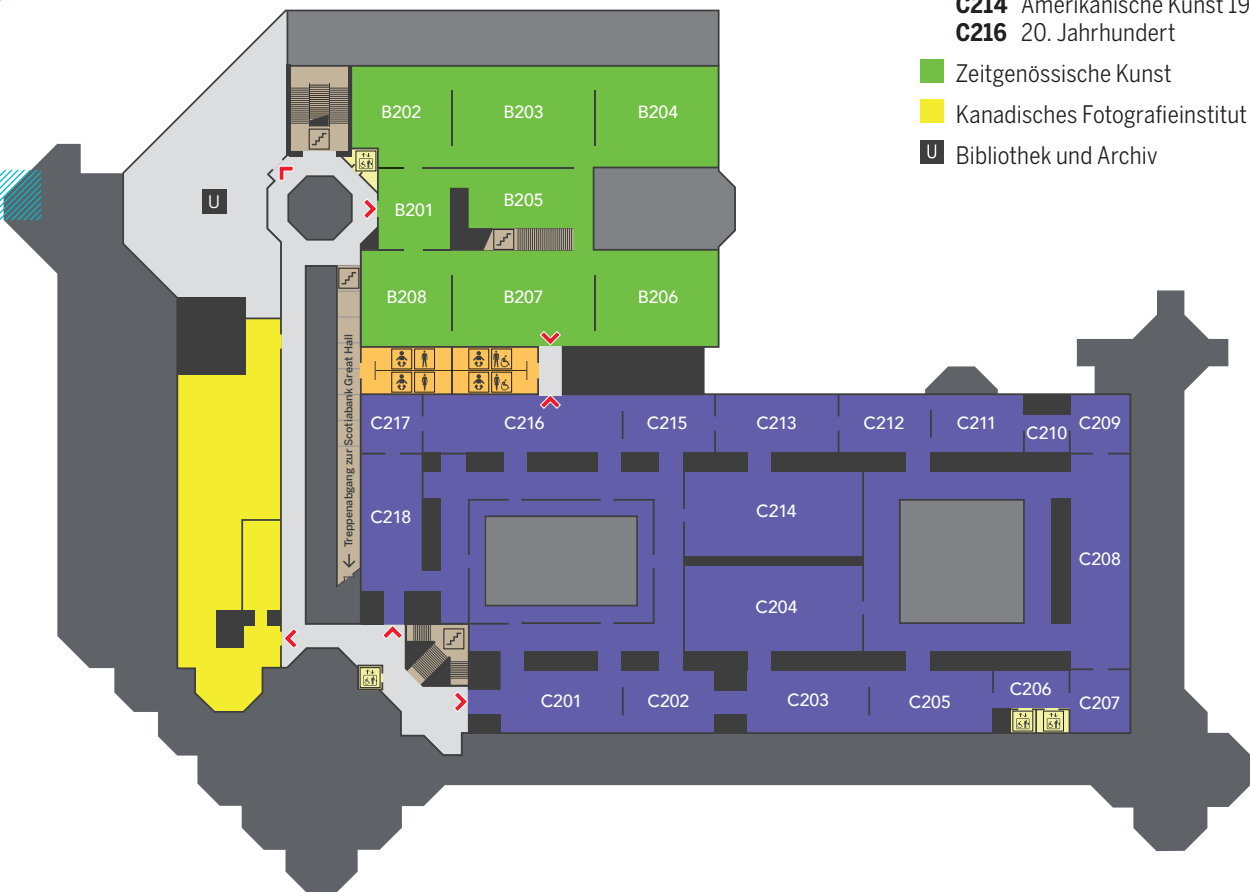 C214 Amerikanische Kunst 19
C216 20. Jahrhundert
Zeitgenössische Kunst
Kanadisches Fotografieinstitut
U Bibliothek und Archiv
B202
B203
B204
U
B201
B205
B208
B207
B206
Treppenabgang zur Scotiabank Great Hall
C217
C216
C215
C213
C212
C211
C210
C209
C218
C214
C208
C204
C201
C202
C203
C205
C206
C207